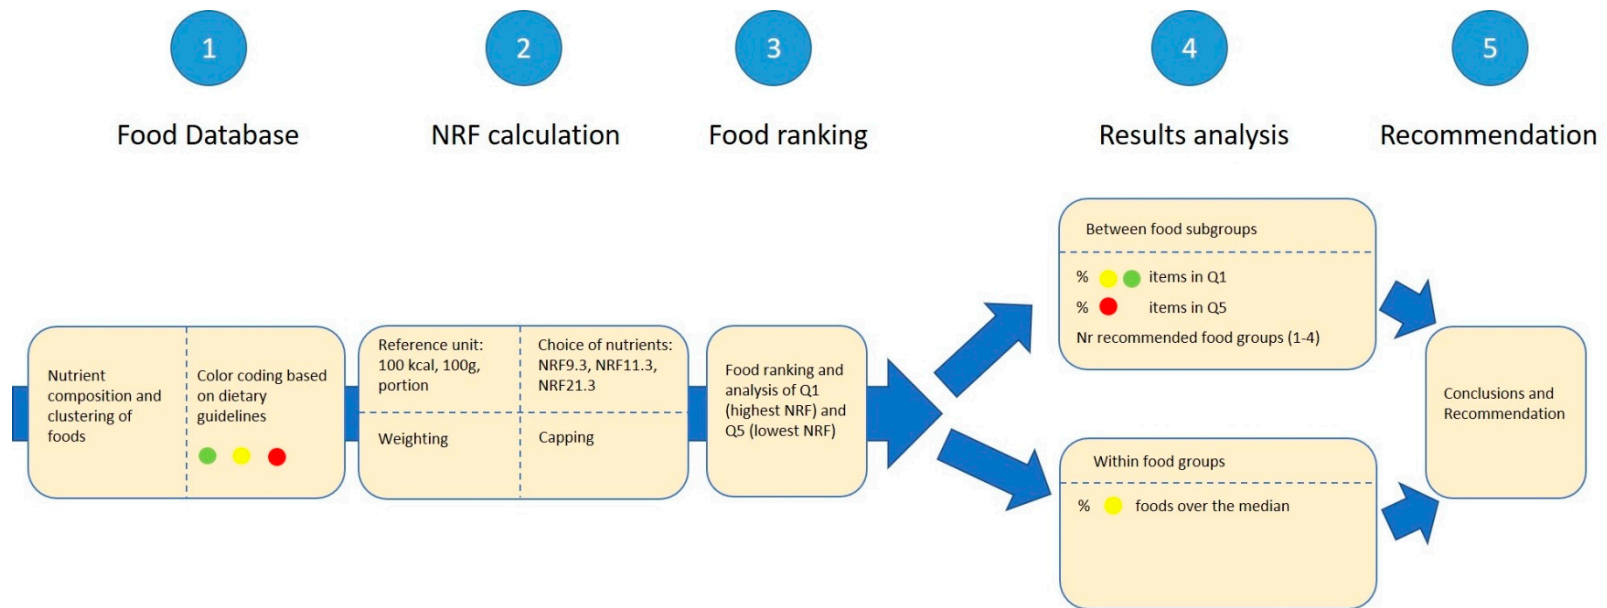 1
Food Database
2
NRF calculation
3
Food ranking
4
Results analysis
5
Recommendation
Nutrient
composition and
clustering of
foods
Color coding based
on dietary
guidelines
Reference unit:
100 kcal, 100g,
portion
Choice of nutrients:
NRF9.3, NRF11.3,
NRF21.3
Weighting
Capping
Food ranking and
analysis of Q1
(highest NRF) and
Q5 (lowest NRF)
Between food subgroups
% items in Q1
% items in Q5
Nr recommended food groups (1-4)
Within food groups
% foods over the median
Conclusions and
Recommendation